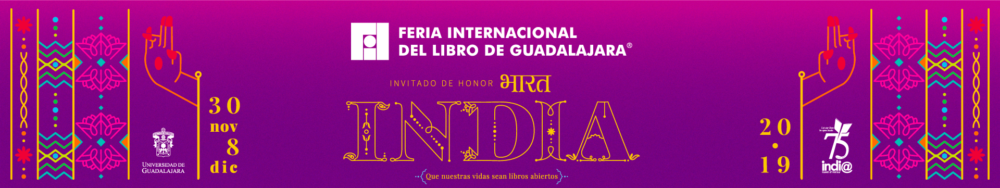 FERIA INTERNACIONAL
DEL LIBRO DE GUADALAJARA®
INVITADO DE HONOR भारत
INDIA
Que nuestras vidas sean libros abiertos
30
nov
8
dic
UNIVERSIDAD DE
GUADALAJARA
20
19
Let our lives
be open books
75
indi@
Guest of Honour